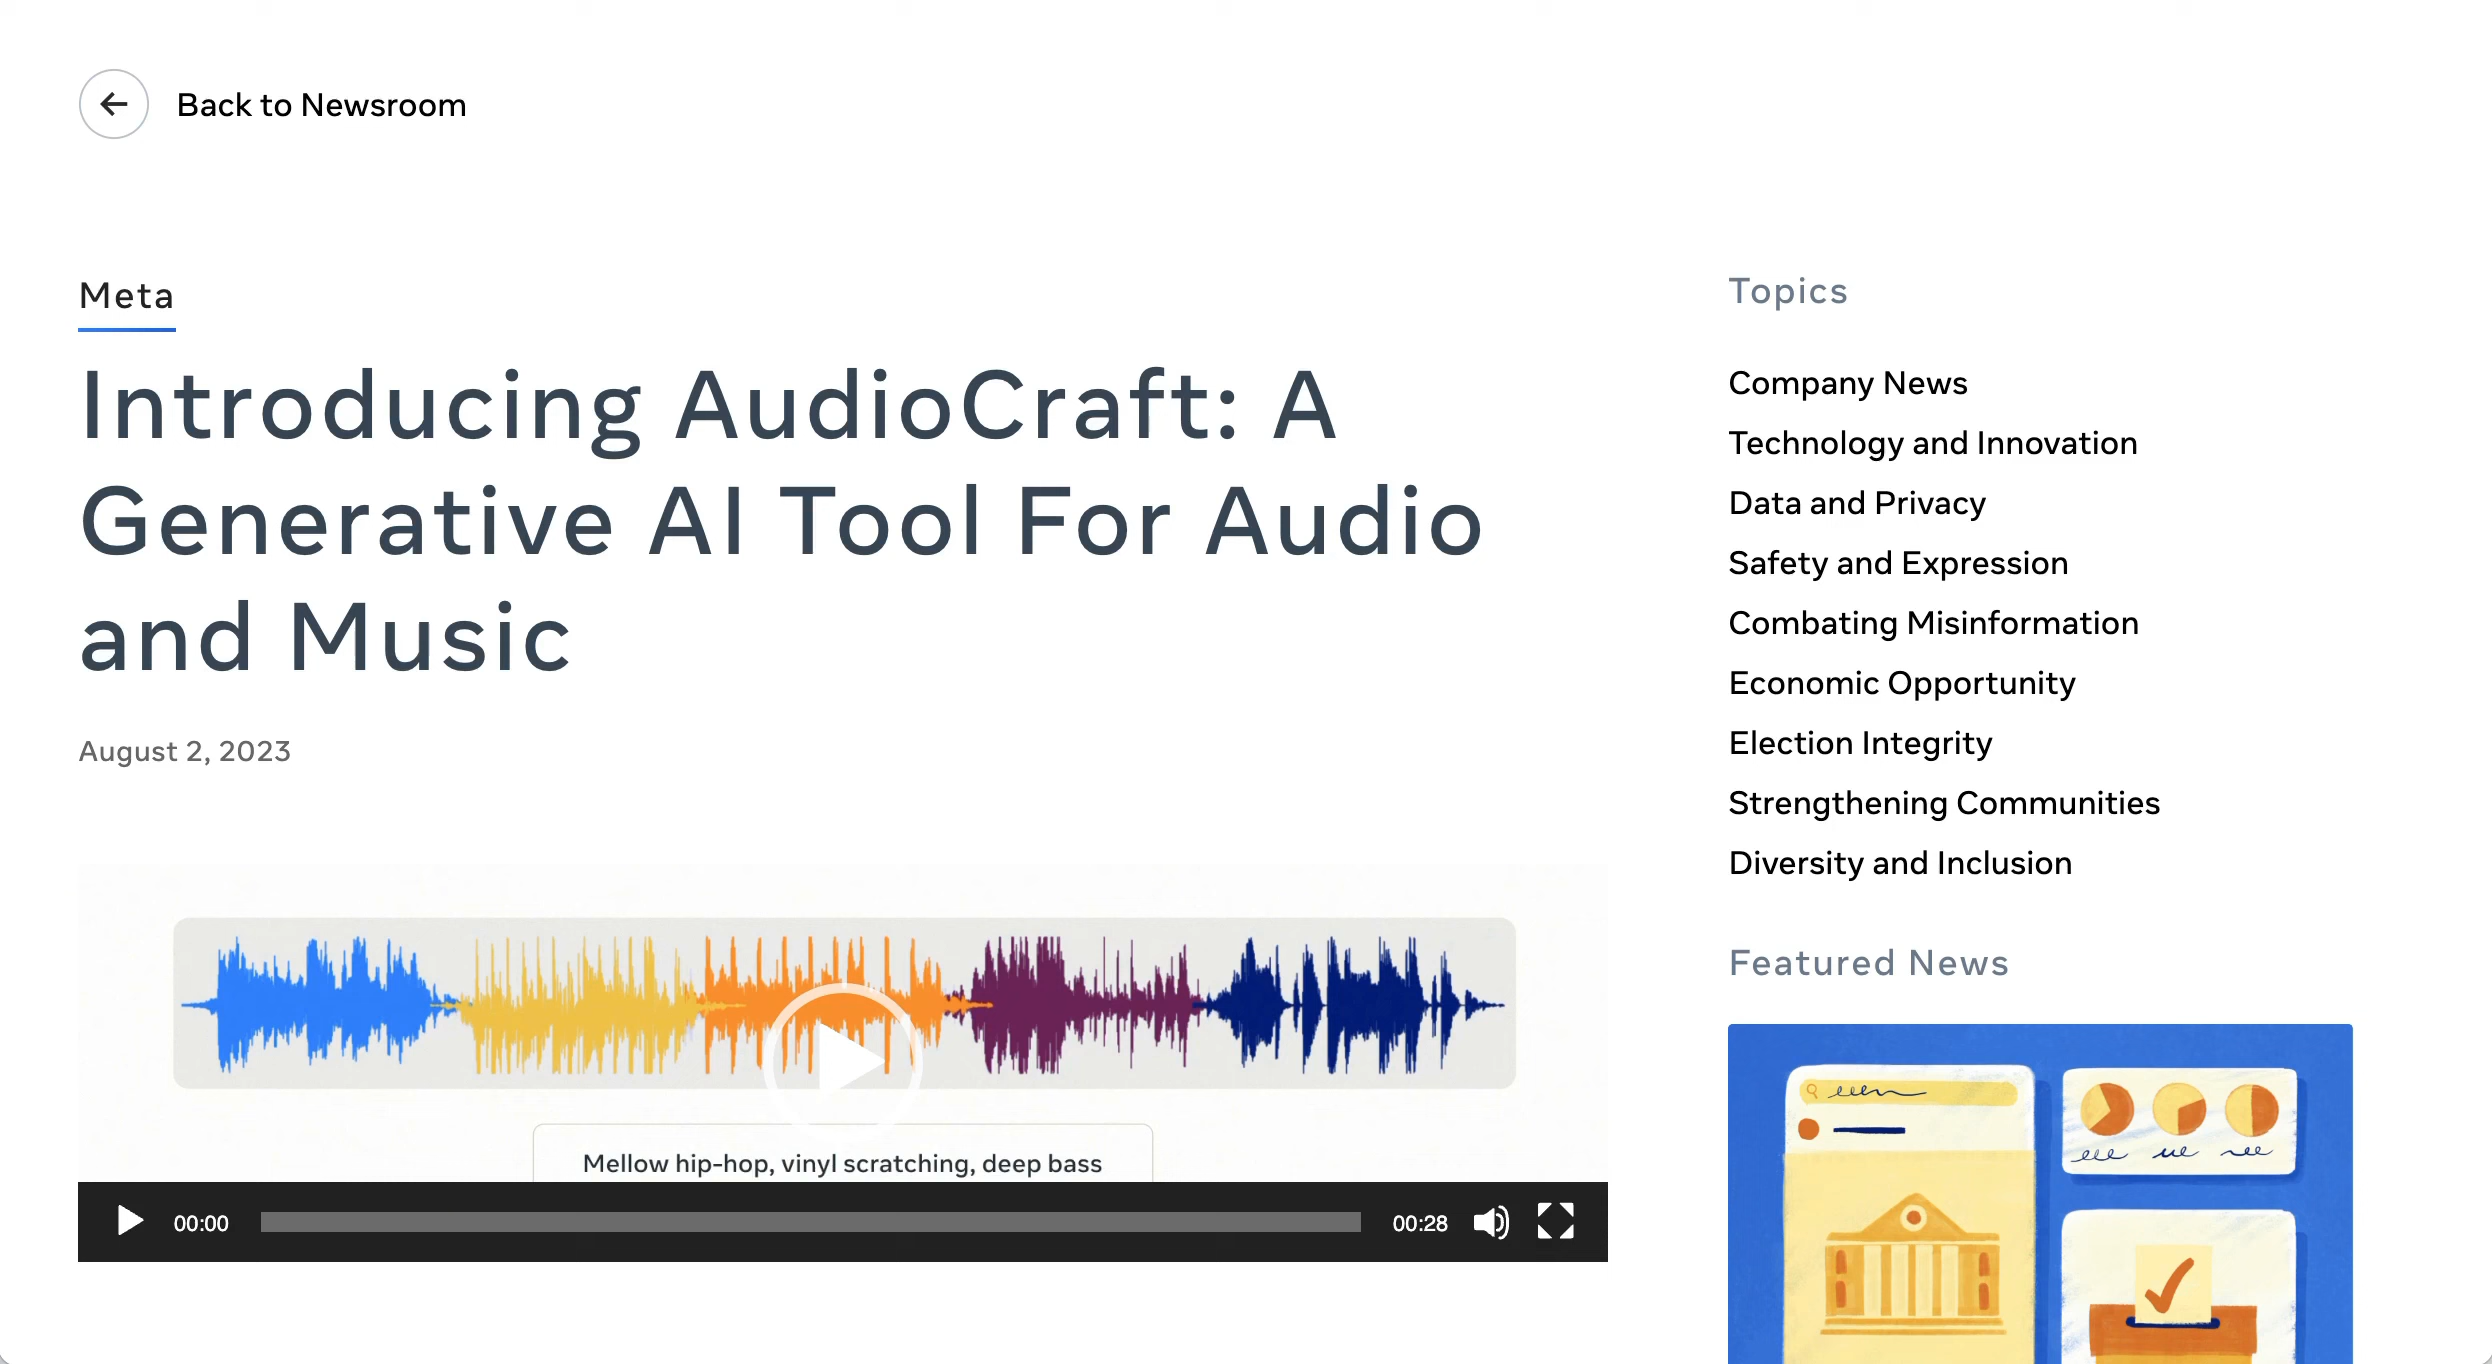 Back to Newsroom
Meta
Introducing AudioCraft: A
Generative AI Tool For Audio
and Music
August 2, 2023
Mellow hip-hop, vinyl scratching, deep bass
00:00
00:28
Topics
Company News
Technology and Innovation
Data and Privacy
Safety and Expression
Combating Misinformation
Economic Opportunity
Election Integrity
Strengthening Communities
Diversity and Inclusion
Featured News